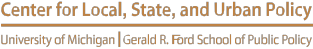 Center for Local, State, and Urban Policy
University of Michigan | Gerald R. Ford School of Public Policy